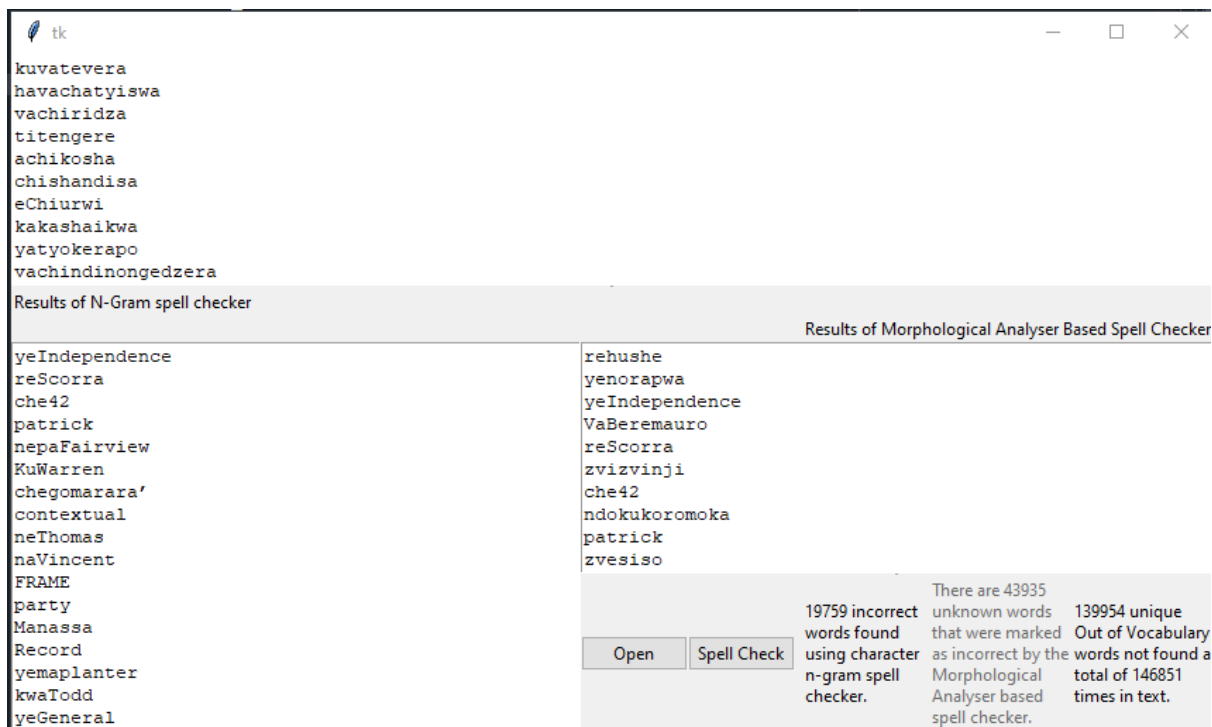 tk
kuvatevera
havachatyiswa
vachiridza
titengere
achikosha
chishandisa
eChiurwi
kakashaikwa
yatyokerapo
vachindinongedzera
Results of N-Gram spell checker
Results of Morphological Analyser Based Spell Checker
yeIndependence
reScorra
che42
patrick
nepaFairview
KuWarren
chegomarara’
contextual
neThomas
naVincent
FRAME
party
Manassa
Record
yemaplanter
kwaTodd
yeGeneral
rehushe
yenorapwa
yeIndependence
VaBeremauro
reScorra
zvizvinji
che42
ndokukoromoka
patrick
zvesiso
Open
Spell Check
19759 incorrect
words found
using character
n-gram spell
checker.
There are 43935
unknown words
that were marked
as incorrect by the
Morphological
Analyser based
spell checker.
139954 unique
Out of Vocabulary
words not found a
total of 146851
times in text.